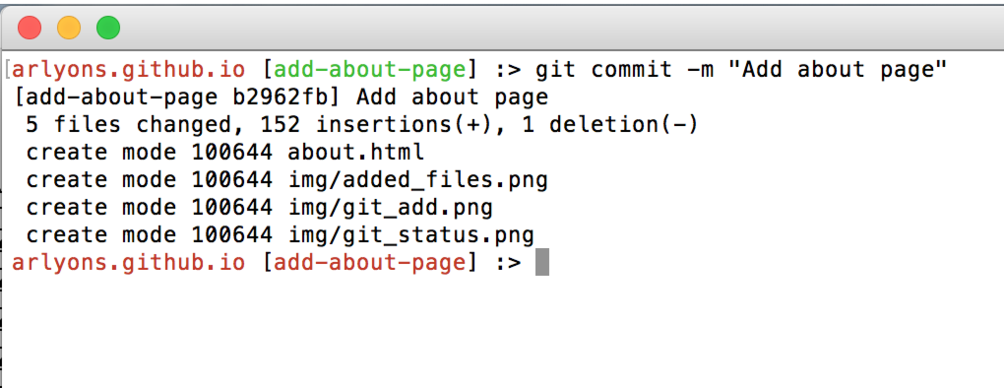 arlyons.github.io [add-about-page] :> git commit -m "Add about page"
[add-about-page b2962fb] Add about page
 5 files changed, 152 insertions(+), 1 deletion(-)
 create mode 100644 about.html
 create mode 100644 img/added_files.png
 create mode 100644 img/git_add.png
 create mode 100644 img/git_status.png
arlyons.github.io [add-about-page] :>